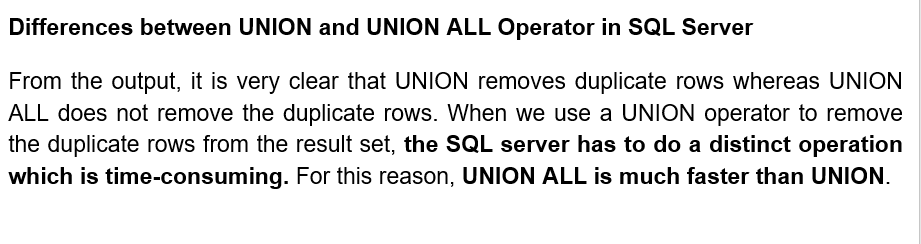 Differences between UNION and UNION ALL Operator in SQL Server
From the output, it is very clear that UNION removes duplicate rows whereas UNION
ALL does not remove the duplicate rows. When we use a UNION operator to remove
the duplicate rows from the result set, the SQL server has to do a distinct operation
which is time-consuming. For this reason, UNION ALL is much faster than UNION.